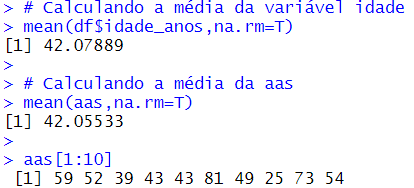 > # Calculando a média da variável idade
> mean(df$idade_anos,na.rm=T)
[1] 42.07889
>
> # Calculando a média da aas
> mean(aas,na.rm=T)
[1] 42.05533
>
> aas[1:10]
[1] 59 52 39 43 43 81 49 25 73 54